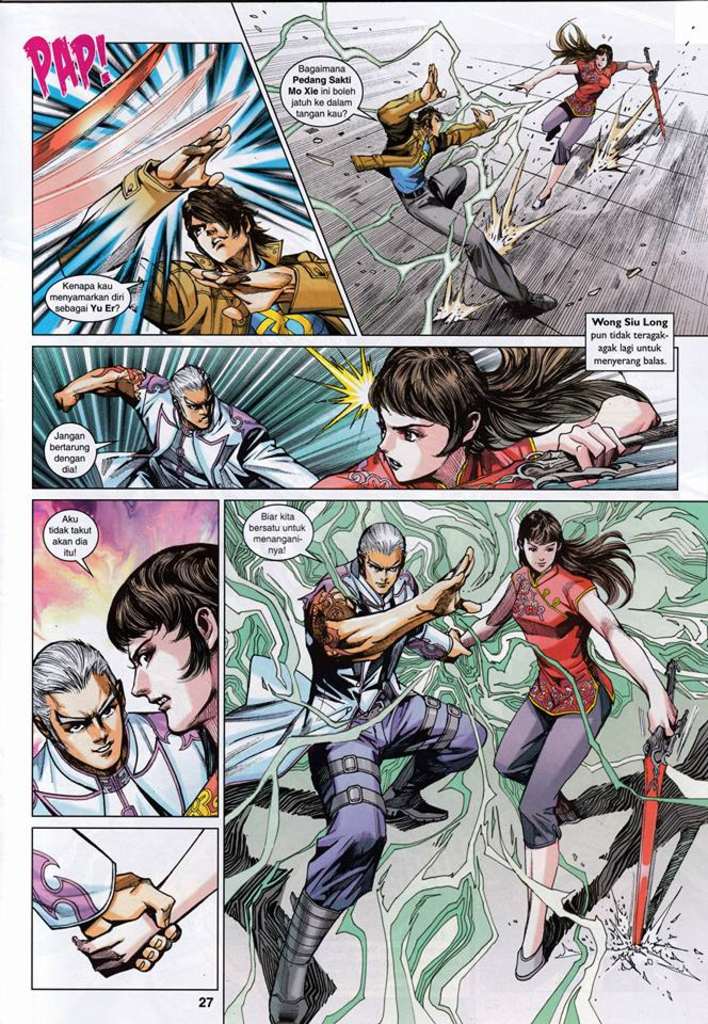 PAP!
Kenapa kau
menyamarkan diri
sebagai Yu Er?
Bagaimana
Pedang Sakti
Mo Xie ini boleh
jatuh ke dalam
tangan kau?
Wong Siu Long
pun tidak teragak-
agak lagi untuk
menyerang balas.
Jangan
bertarung
dengan
dia!
Aku
tidak takut
akan dia
itu!
Biar kita
bersatu untuk
menangani-
nya!
27